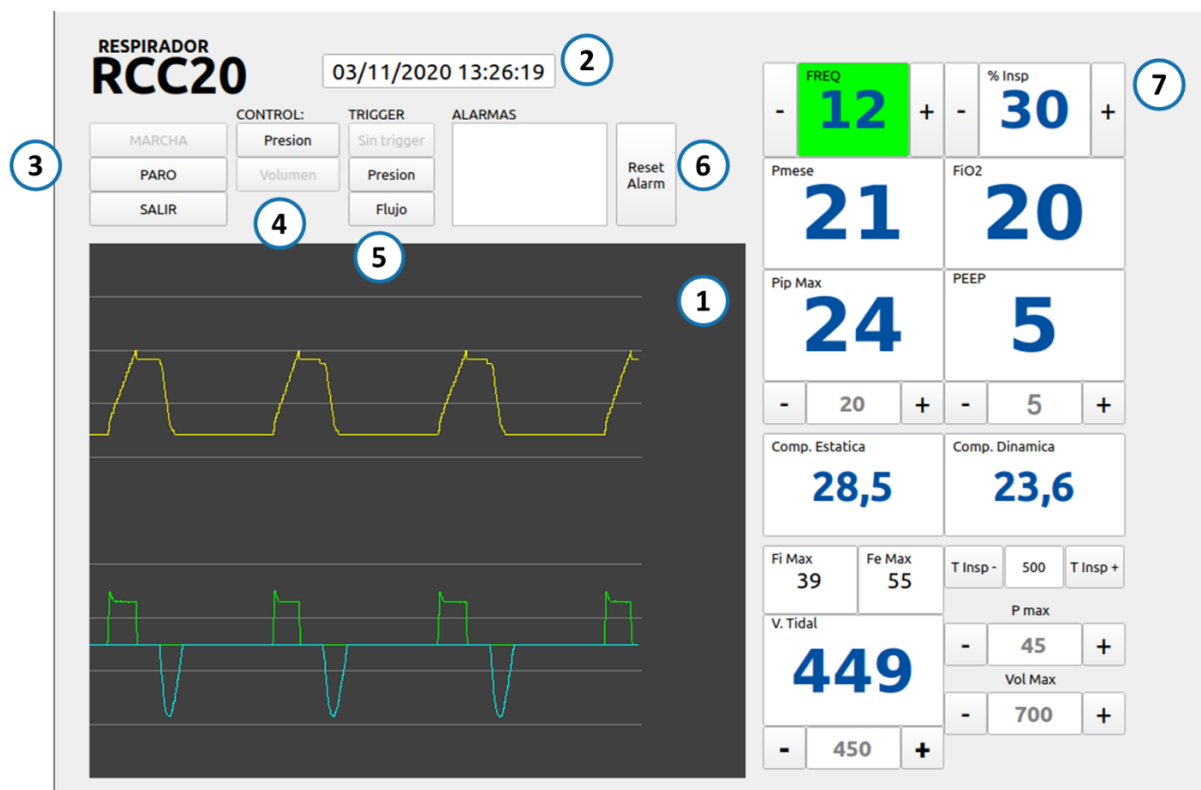 RESPIRADOR
RCC20
03/11/2020 13:26:19
2
CONTROL: TRIGGER ALARMAS
3
MARCHA
PARO
SALIR
Presion
Volumen
4
Sin trigger
Presion
Flujo
5
Reset
Alarm
6
1
FREQ
- 12 +
% Insp
- 30 +
7
Pmese
21
FiO2
20
Pip Max
24
PEEP
5
- 20 +
- 5 +
Comp. Estatica
28,5
Comp. Dinamica
23,6
Fi Max
39
Fe Max
55
T Insp - 500 T Insp +
V. Tidal
449
- 450 +
P max
- 45 +
Vol Max
- 700 +